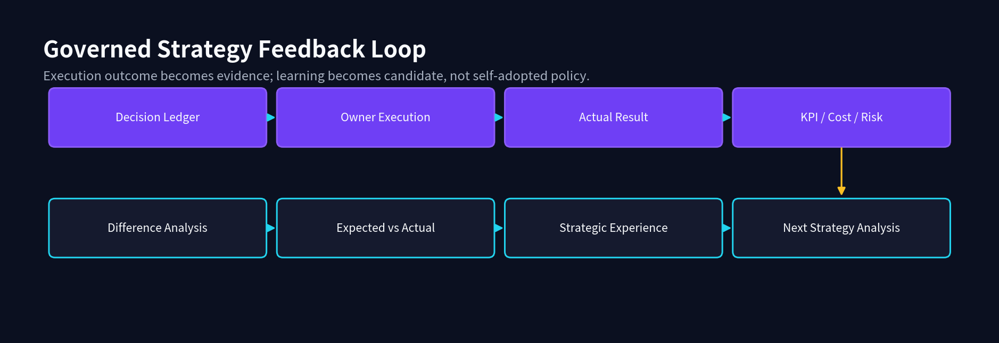 Governed Strategy Feedback Loop
Execution outcome becomes evidence; learning becomes candidate, not self-adopted policy.
Decision Ledger
Owner Execution
Actual Result
KPI / Cost / Risk
Difference Analysis
Expected vs Actual
Strategic Experience
Next Strategy Analysis